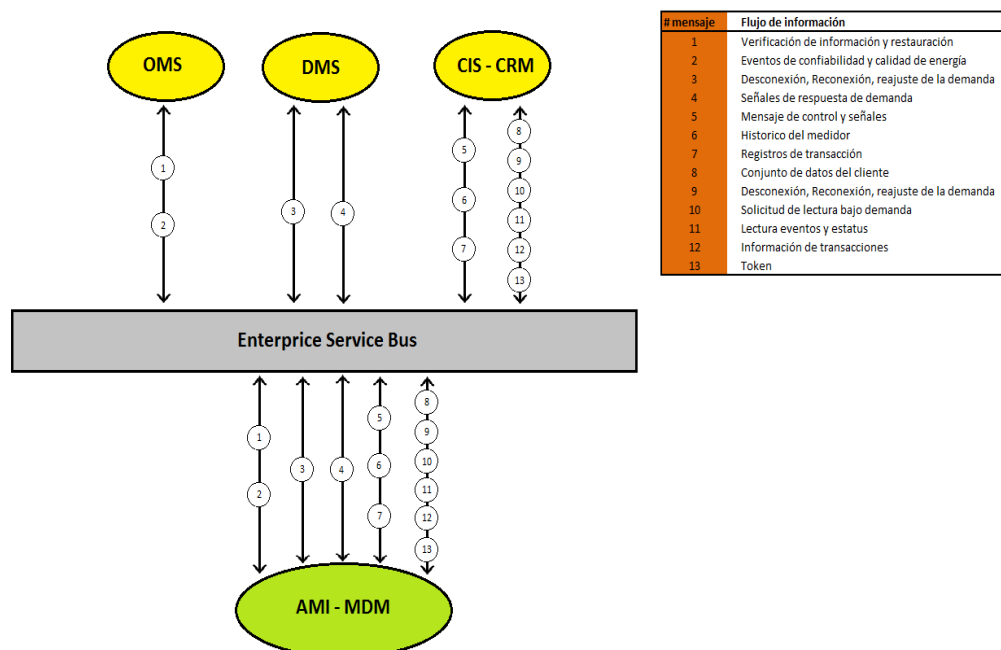 OMS
DMS
CIS - CRM
1
2
3
4
5
6
7
8
9
10
11
12
13
Enterprice Service Bus
1
2
3
4
5
6
7
8
9
10
11
12
13
AMI - MDM
# mensaje Flujo de información
1 Verificación de información y restauración
2 Eventos de confiabilidad y calidad de energía
3 Desconexión, Reconexión, reajuste de la demanda
4 Señales de respuesta de demanda
5 Mensaje de control y señales
6 Historico del medidor
7 Registros de transacción
8 Conjunto de datos del cliente
9 Desconexión, Reconexión, reajuste de la demanda
10 Solicitud de lectura bajo demanda
11 Lectura eventos y estatus
12 Información de transacciones
13 Token